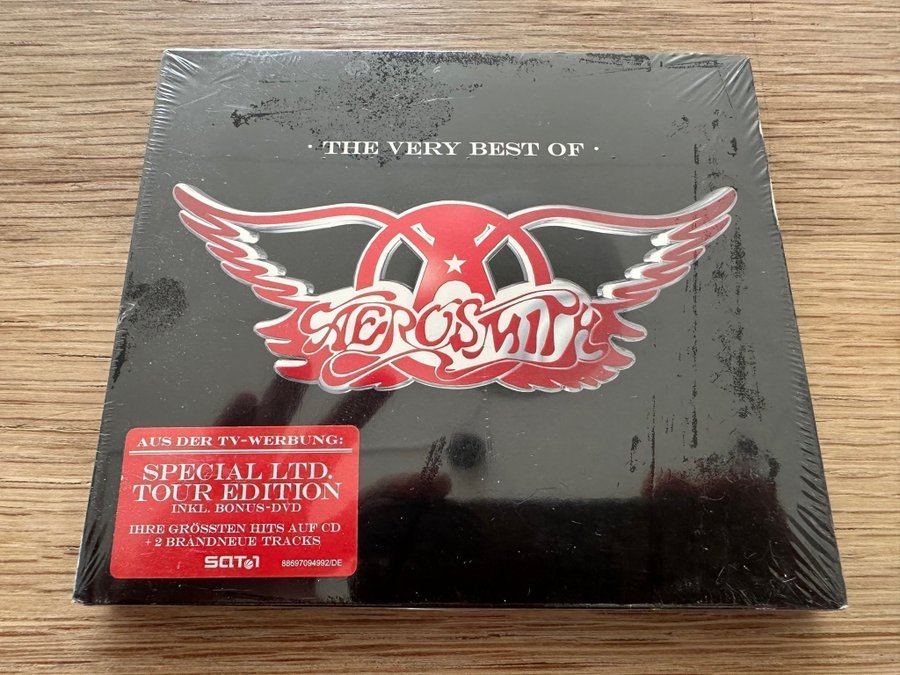 · THE VERY BEST OF ·
AEROSMITH
AUS DER TV-WERBUNG:
SPECIAL LTD.
TOUR EDITION
INKL. BONUS-DVD
IHRE GRÖSSTEN HITS AUF CD
+ 2 BRANDNEUE TRACKS
SAT.1
88697094992/DE